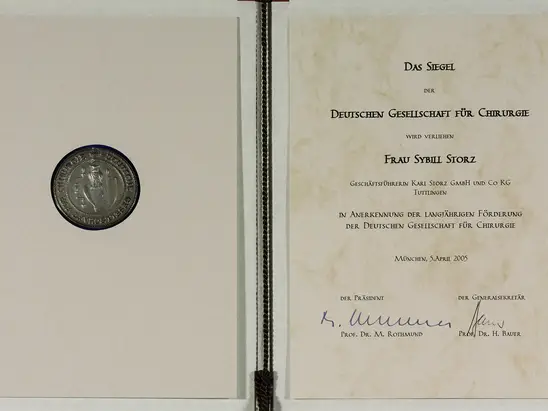 Das Siegel
der
Deutschen Gesellschaft für Chirurgie
wird verliehen
Frau Sybill Storz
Geschäftsführerin Karl Storz GmbH und Co KG
Tuttlingen
in Anerkennung der langjährigen Förderung
der Deutschen Gesellschaft für Chirurgie
München, 5.April 2005
der Präsident
der Generalsekretär
Prof. Dr. M. Rothmund
Prof. Dr. H. Bauer